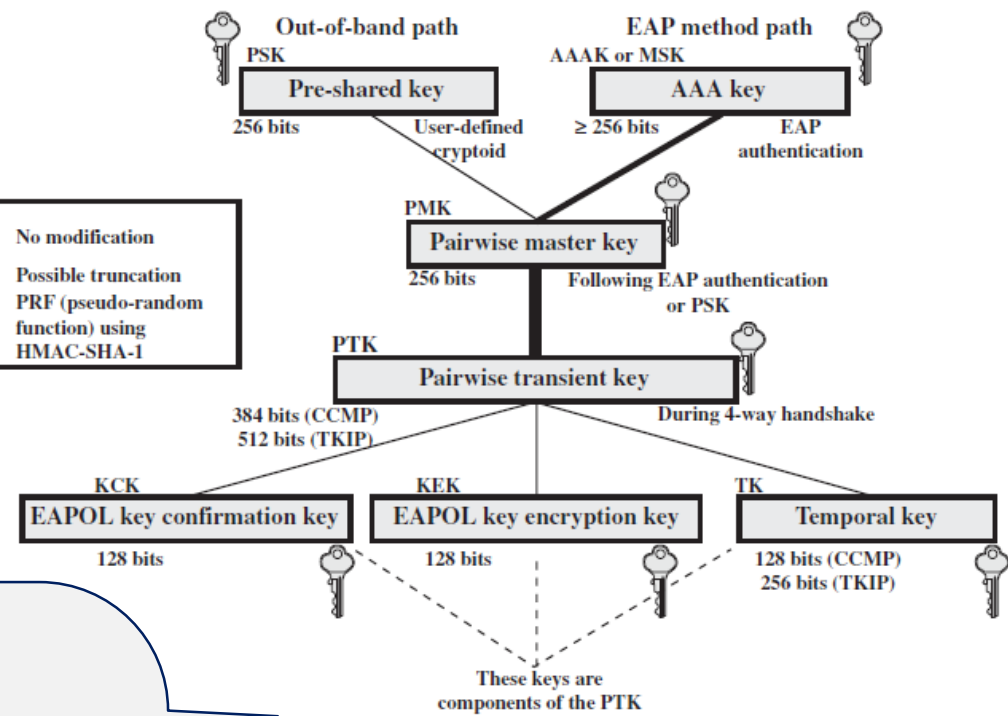 Out-of-band path
EAP method path
PSK
AAAK or MSK
Pre-shared key
AAA key
256 bits
User-defined
cryptoid
≥ 256 bits
EAP
authentication
PMK
Pairwise master key
256 bits
Following EAP authentication
or PSK
No modification
Possible truncation
PRF (pseudo-random
function) using
HMAC-SHA-1
PTK
Pairwise transient key
384 bits (CCMP)
512 bits (TKIP)
During 4-way handshake
KCK
KEK
TK
EAPOL key confirmation key
EAPOL key encryption key
Temporal key
128 bits
128 bits
128 bits (CCMP)
256 bits (TKIP)
These keys are
components of the PTK